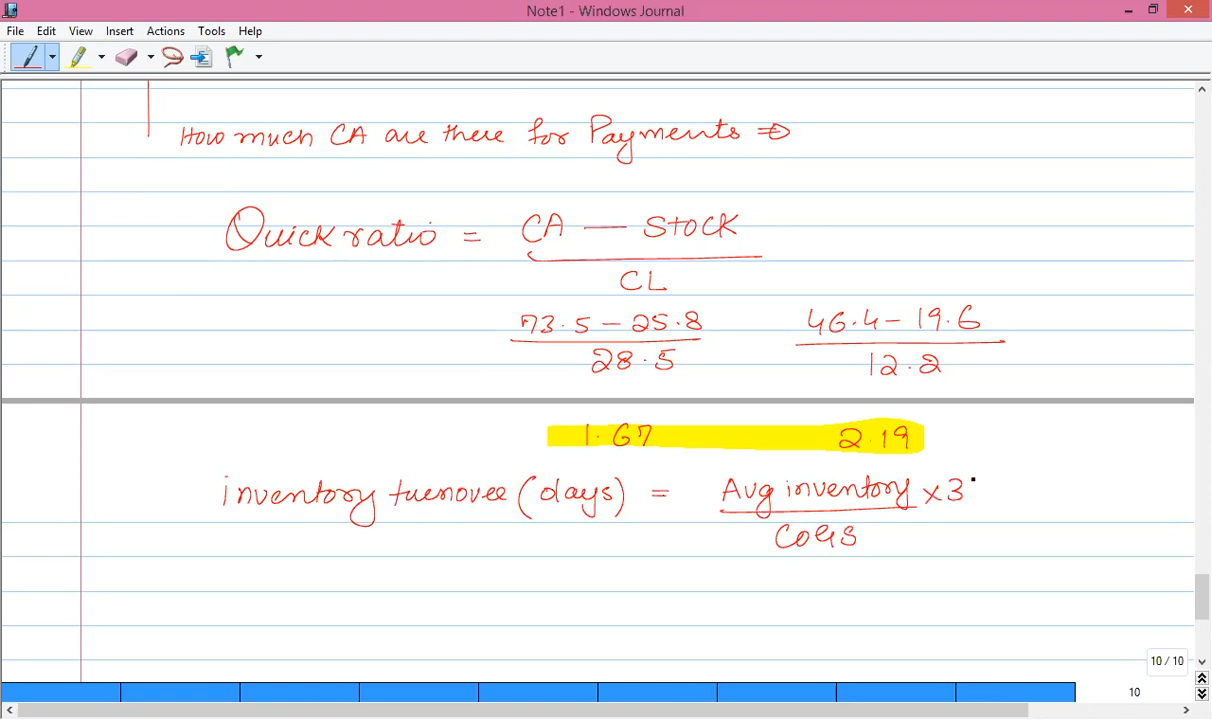 Note1 - Windows Journal
File Edit View Insert Actions Tools Help
How much CA are there for Payments ⇒
Quick ratio = CA — Stock
CL
73.5 – 25.8 46.4 – 19.6
28.5 12.2
1.67 2.19
inventory turnover (days) = Avg inventory × 3
COGS
10 / 10
10